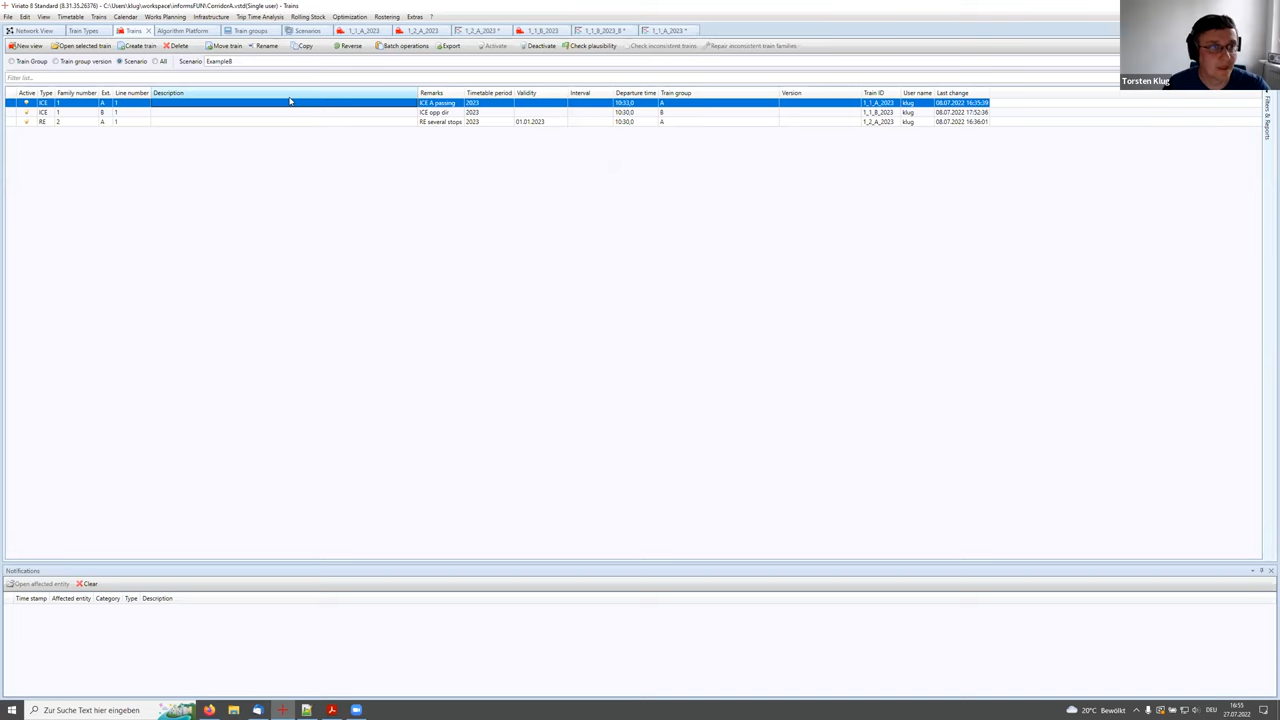 Viriato 8 Standard (8.31.35.26376) - C:\Users\klug\workspace\informsFUN\CorridorA.vstd(Single user) - Trains
File Edit View Timetable Trains Calendar Works Planning Infrastructure Trip Time Analysis Rolling Stock Optimization Rostering Extras ?
Network View Train Types Trains Algorithm Platform Train groups Scenarios 1_1_A_2023 1_2_A_2023 1_2_A_2023 * 1_1_B_2023 1_1_B_2023_B * 1_1_A_2023 *
New view Open selected train Create train Delete Move train Rename Copy Reverse Batch operations Export Activate Deactivate Check plausibility Check inconsistent trains Repair inconsistent train families
Train Group Train group version Scenario All Scenario ExampleB
Filter list...
Active Type Family number Ext. Line number Description Remarks Timetable period Validity Interval Departure time Train group Version Train ID User name Last change
ICE 1 A 1 ICE A passing 2023 10:33,0 A 1_1_A_2023 klug 08.07.2022 16:35:39
ICE 1 B 1 ICE opp dir 2023 10:30,0 B 1_1_B_2023 klug 08.07.2022 17:52:36
RE 2 A 1 RE several stops 2023 01.01.2023 10:30,0 A 1_2_A_2023 klug 08.07.2022 16:36:01
Filters & Reports
Torsten Klug
Notifications
Open affected entity Clear
Time stamp Affected entity Category Type Description
Zur Suche Text hier eingeben
20°C Bewölkt
DEU
16:55
27.07.2022